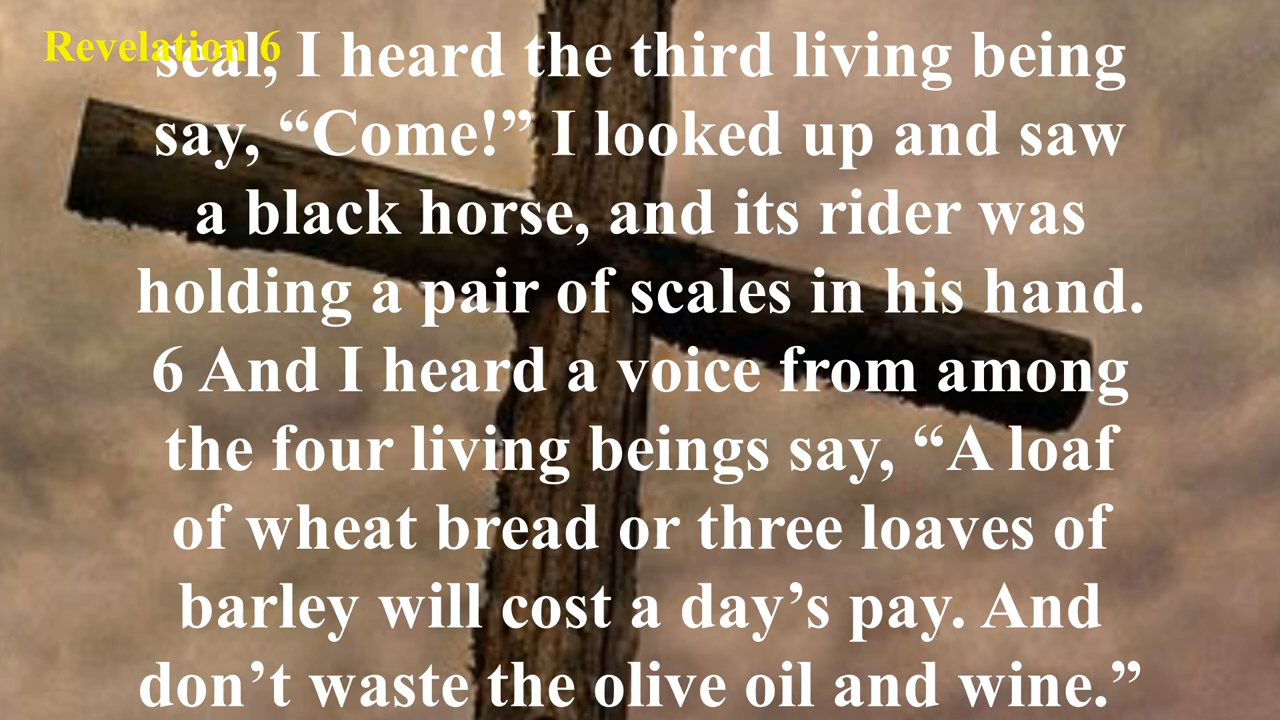 Revelation 6
seal, I heard the third living being
say, “Come!” I looked up and saw
a black horse, and its rider was
holding a pair of scales in his hand.
6 And I heard a voice from among
the four living beings say, “A loaf
of wheat bread or three loaves of
barley will cost a day’s pay. And
don’t waste the olive oil and wine.”